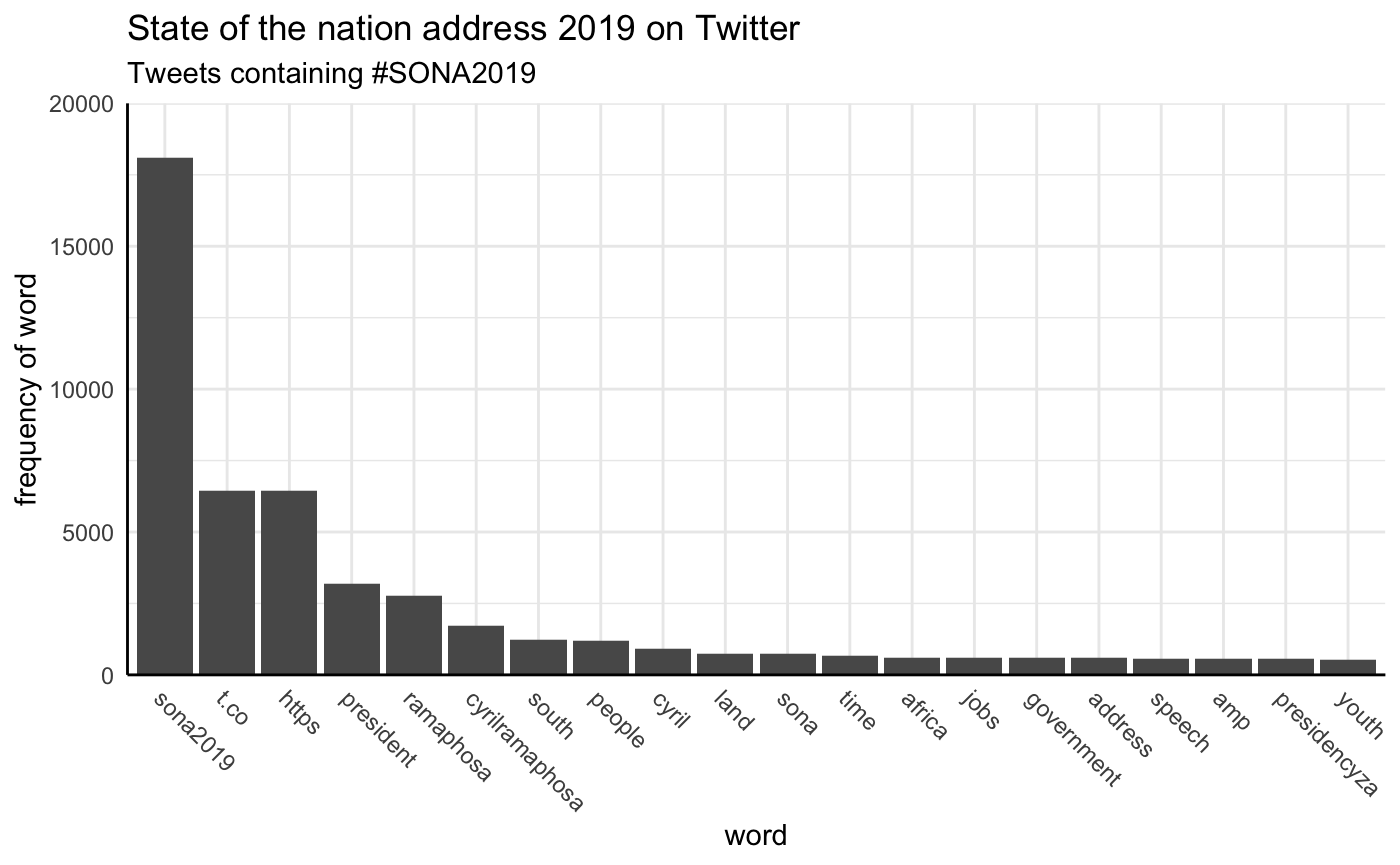 State of the nation address 2019 on Twitter
Tweets containing #SONA2019
frequency of word
20000
15000
10000
5000
0
sona2019
t.co
https
president
ramaphosa
cyrilramaphosa
south
people
cyril
land
sona
time
africa
jobs
government
address
speech
amp
presidencyza
youth
word